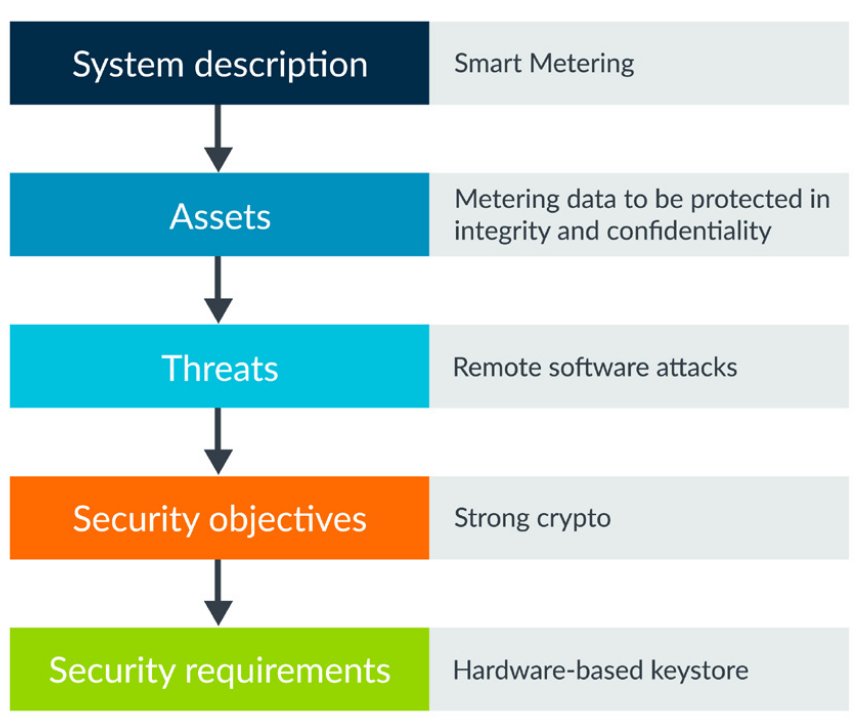 System description
Smart Metering
Assets
Metering data to be protected in
integrity and confidentiality
Threats
Remote software attacks
Security objectives
Strong crypto
Security requirements
Hardware-based keystore